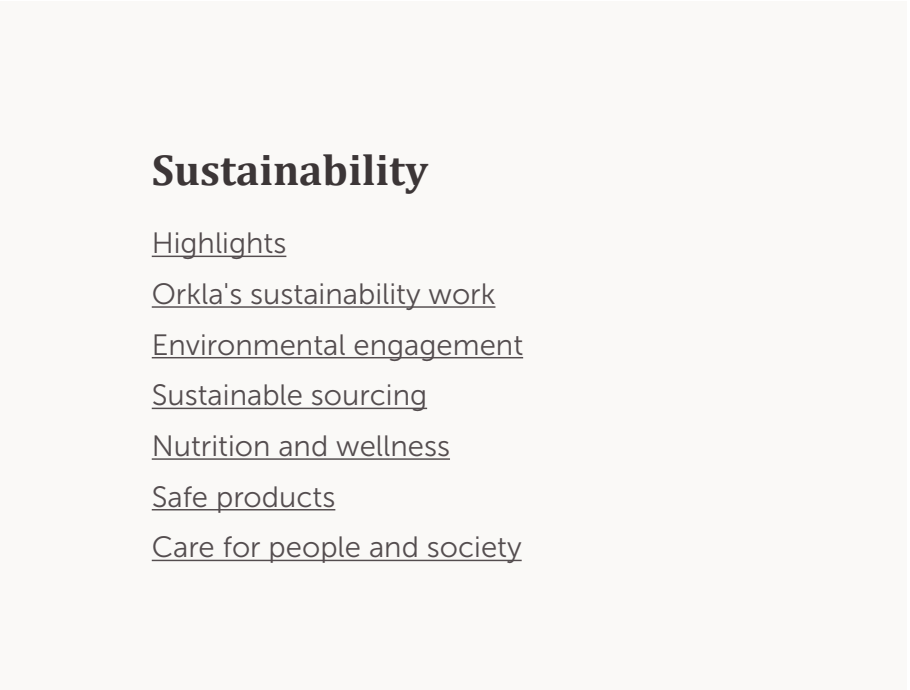 Sustainability
Highlights
Orkla's sustainability work
Environmental engagement
Sustainable sourcing
Nutrition and wellness
Safe products
Care for people and society